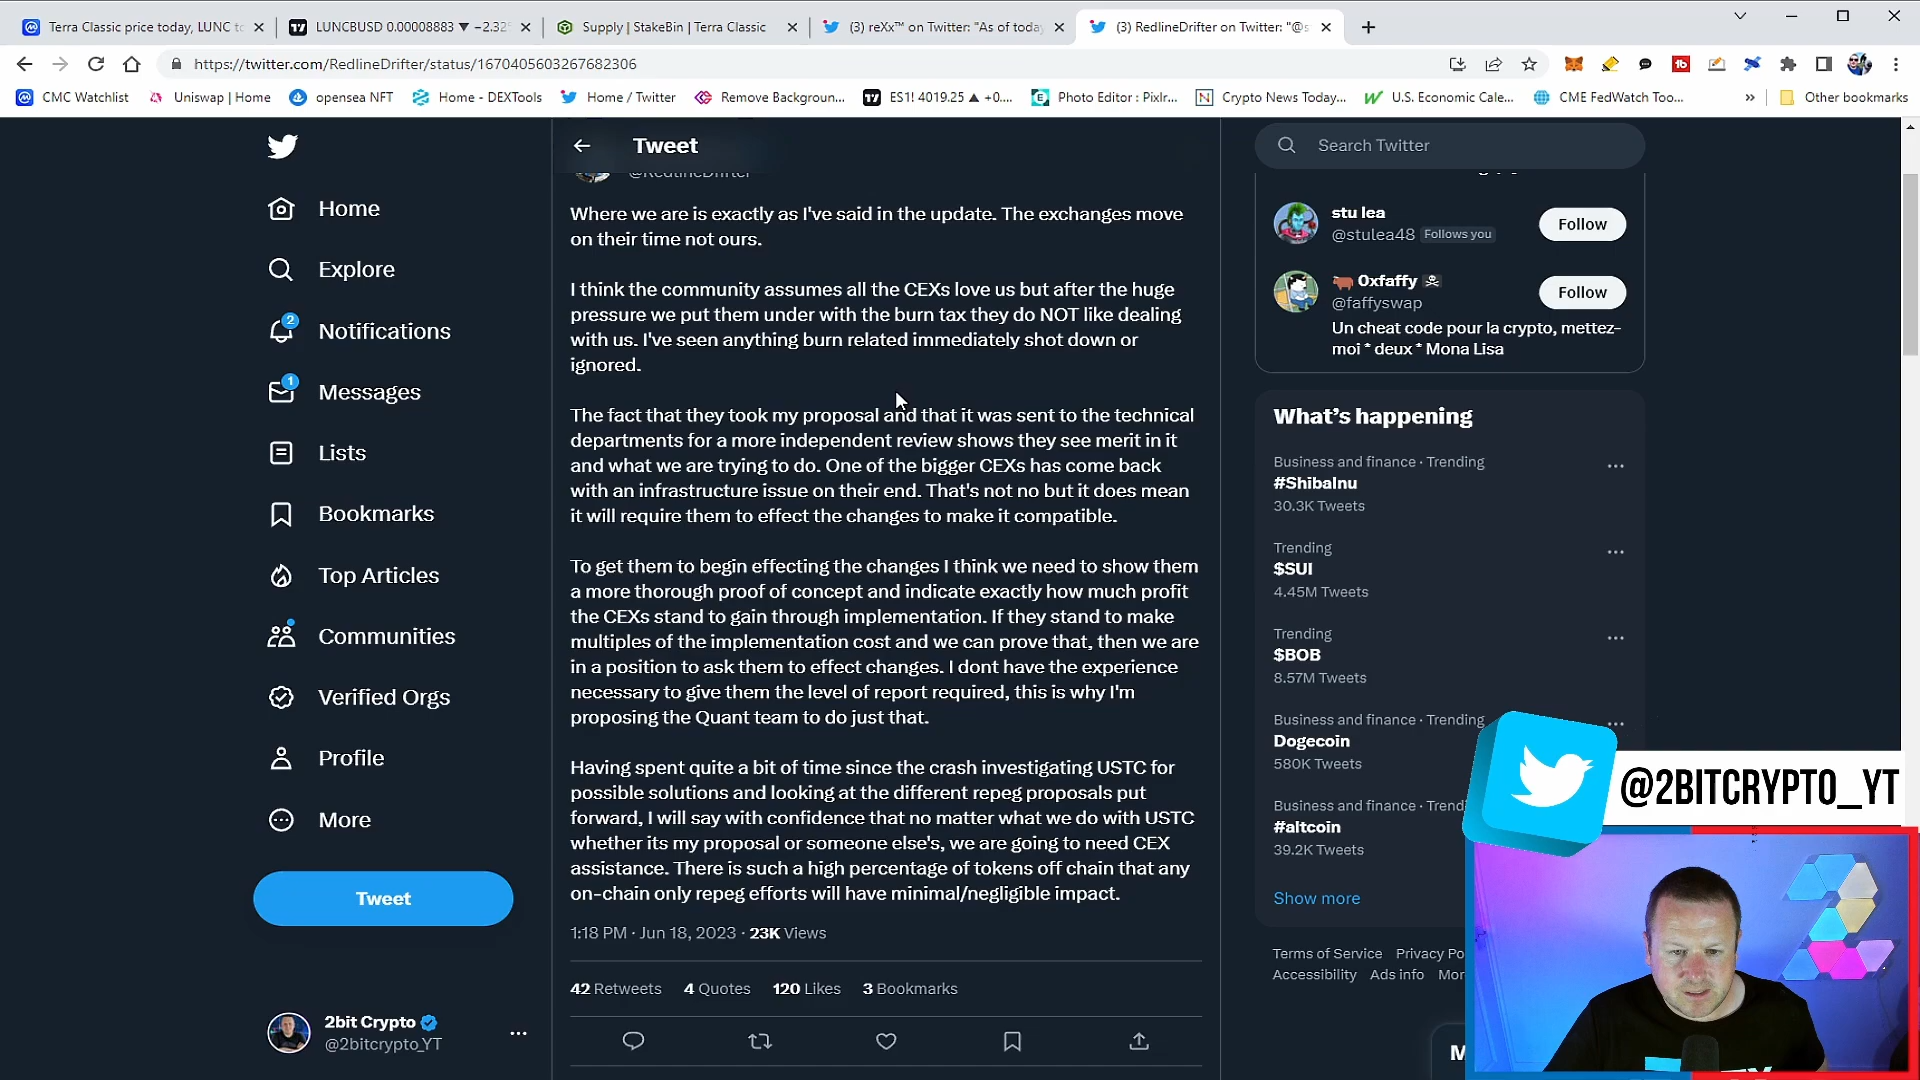 Terra Classic price today, LUNC to
LUNCBUSD 0.00008883 ▼ −2.32%
Supply | StakeBin | Terra Classic
(3) reXx™ on Twitter: "As of today
(3) RedlineDrifter on Twitter: "@s
https://twitter.com/RedlineDrifter/status/1670405603267682306
CMC Watchlist
Uniswap | Home
opensea NFT
Home - DEXTools
Home / Twitter
Remove Backgroun...
ES1! 4019.25 ▲ +0....
Photo Editor : Pixlr...
Crypto News Today...
U.S. Economic Cale...
CME FedWatch Too...
»
Other bookmarks
Home
Explore
2
Notifications
1
Messages
Lists
Bookmarks
Top Articles
Communities
Verified Orgs
Profile
More
Tweet
2bit Crypto
@2bitcrypto_YT
Tweet
@RedlineDrifter
Where we are is exactly as I've said in the update. The exchanges move
on their time not ours.
I think the community assumes all the CEXs love us but after the huge
pressure we put them under with the burn tax they do NOT like dealing
with us. I've seen anything burn related immediately shot down or
ignored.
The fact that they took my proposal and that it was sent to the technical
departments for a more independent review shows they see merit in it
and what we are trying to do. One of the bigger CEXs has come back
with an infrastructure issue on their end. That's not no but it does mean
it will require them to effect the changes to make it compatible.
To get them to begin effecting the changes I think we need to show them
a more thorough proof of concept and indicate exactly how much profit
the CEXs stand to gain through implementation. If they stand to make
multiples of the implementation cost and we can prove that, then we are
in a position to ask them to effect changes. I dont have the experience
necessary to give them the level of report required, this is why I'm
proposing the Quant team to do just that.
Having spent quite a bit of time since the crash investigating USTC for
possible solutions and looking at the different repeg proposals put
forward, I will say with confidence that no matter what we do with USTC
whether its my proposal or someone else's, we are going to need CEX
assistance. There is such a high percentage of tokens off chain that any
on-chain only repeg efforts will have minimal/negligible impact.
1:18 PM · Jun 18, 2023 · 23K Views
42 Retweets 4 Quotes 120 Likes 3 Bookmarks
Search Twitter
stu lea
@stulea48 Follows you
Follow
0xfaffy
@faffyswap
Follow
Un cheat code pour la crypto, mettez-
moi * deux * Mona Lisa
What's happening
Business and finance · Trending
#ShibaInu
30.3K Tweets
Trending
$SUI
4.45M Tweets
Trending
$BOB
8.57M Tweets
Business and finance · Trending
Dogecoin
580K Tweets
Business and finance · Trend
#altcoin
39.2K Tweets
Show more
Terms of Service Privacy Po
Accessibility Ads info Mor
@2BITCRYPTO_YT